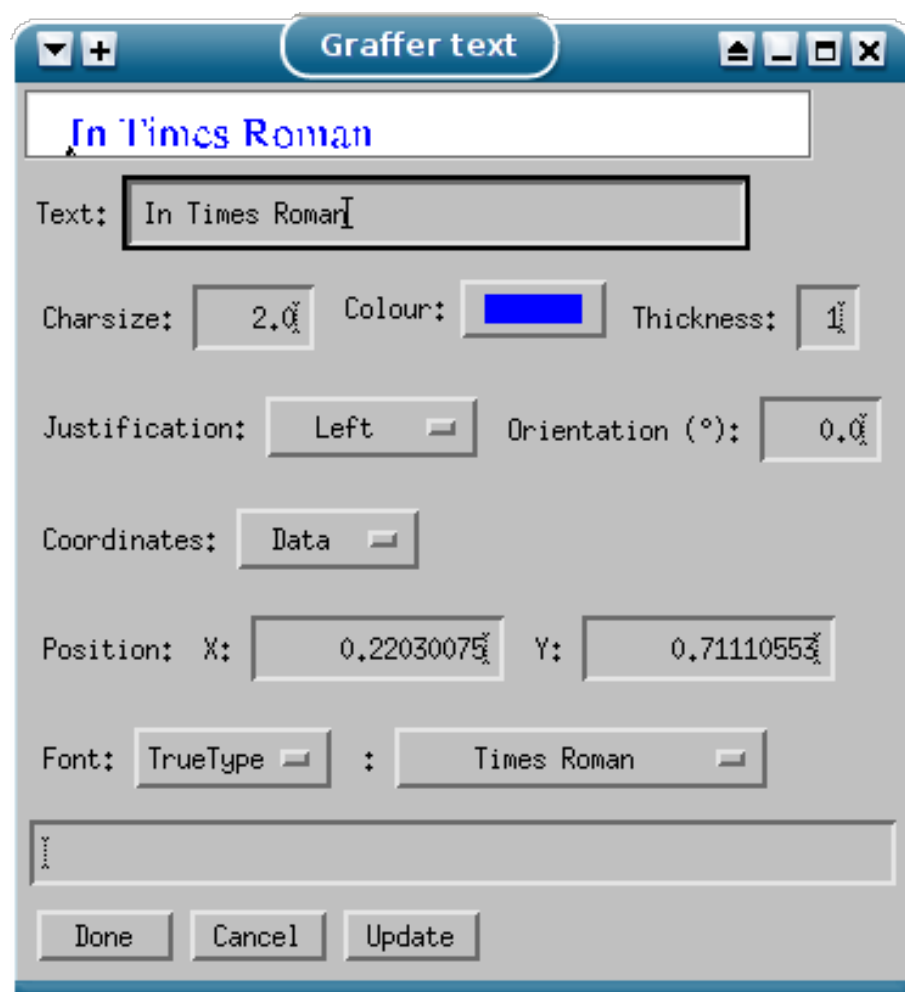 Graffer text
In Times Roman
Text: In Times Roman
Charsize: 2.0 Colour: Thickness: 1
Justification: Left Orientation (°): 0.0
Coordinates: Data
Position: X: 0.22030075 Y: 0.71110553
Font: TrueType : Times Roman
Done Cancel Update